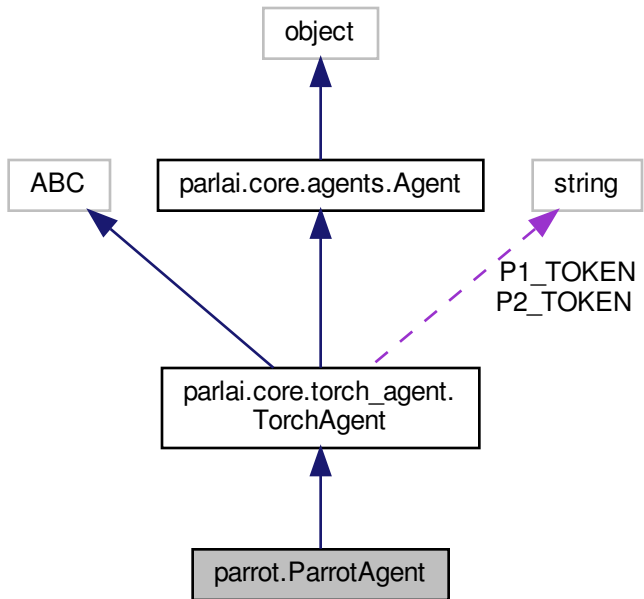 object
ABC
parlai.core.agents.Agent
string
P1_TOKEN
P2_TOKEN
parlai.core.torch_agent.
TorchAgent
parrot.ParrotAgent